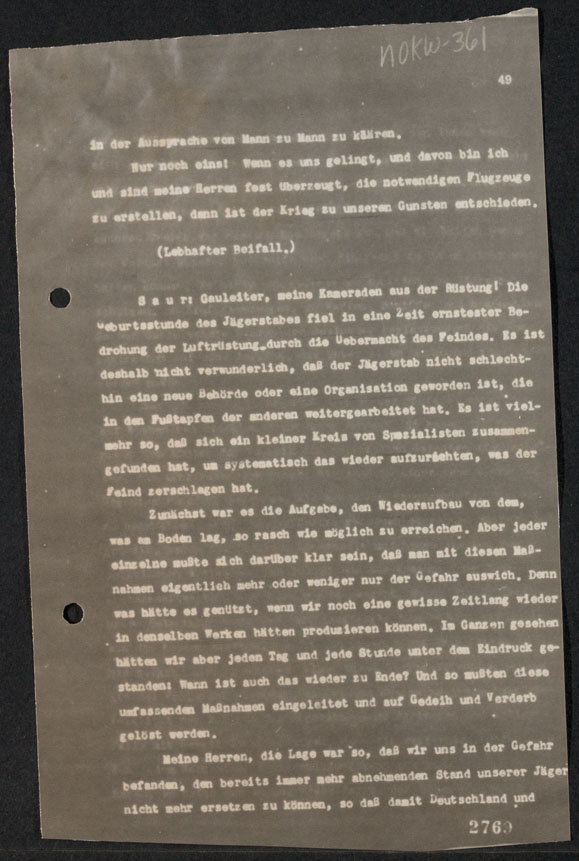 NOKW-361
49
in der Aussprache von Mann zu Mann zu klären.
Nur noch eins! Wenn es uns gelingt, und davon bin ich
und sind meine Herren fest überzeugt, die notwendigen Flugzeuge
zu erstellen, dann ist der Krieg zu unseren Gunsten entschieden.
(Lebhafter Beifall.)
S a u r : Gauleiter, meine Kameraden aus der Rüstung! Die
Geburtsstunde des Jägerstabes fiel in eine Zeit ernstester Be-
drohung der Luftrüstung durch die Uebermacht des Feindes. Es ist
deshalb nicht verwunderlich, daß der Jägerstab nicht schlecht-
hin eine neue Behörde oder eine Organisation geworden ist, die
in den Fußtapfen der anderen weitergearbeitet hat. Es ist viel-
mehr so, daß sich ein kleiner Kreis von Spezialisten zusammen-
gefunden hat, um systematisch das wieder aufzurichten, was der
Feind zerschlagen hat.
Zunächst war es die Aufgabe, den Wiederaufbau von dem,
was am Boden lag, so rasch wie möglich zu erreichen. Aber jeder
einzelne mußte sich darüber klar sein, daß man mit diesen Maß-
nahmen eigentlich mehr oder weniger nur der Gefahr auswich. Denn
was hätte es genützt, wenn wir noch eine gewisse Zeitlang wieder
in denselben Werken hätten produzieren können. Im Ganzen gesehen
hätten wir aber jeden Tag und jede Stunde unter dem Eindruck ge-
standen: Wann ist auch das wieder zu Ende? Und so mußten diese
umfassenden Maßnahmen eingeleitet und auf Gedeih und Verderb
gelöst werden.
Meine Herren, die Lage war so, daß wir uns in der Gefahr
befanden, den bereits immer mehr abnehmenden Stand unserer Jäger
nicht mehr ersetzen zu können, so daß damit Deutschland und
2769